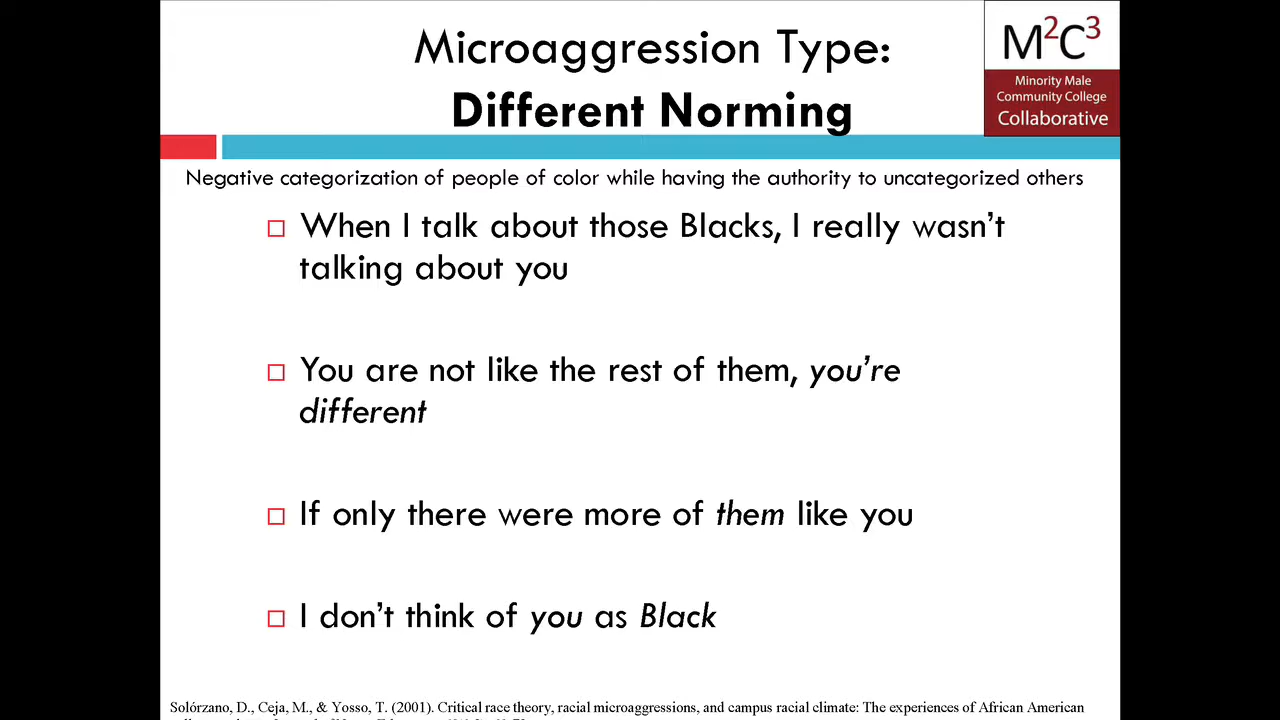 Microaggression Type:
Different Norming
M²C³
Minority Male
Community College
Collaborative
Negative categorization of people of color while having the authority to uncategorized others
When I talk about those Blacks, I really wasn't
talking about you
You are not like the rest of them, you're
different
If only there were more of them like you
I don't think of you as Black
Solórzano, D., Ceja, M., & Yosso, T. (2001). Critical race theory, racial microaggressions, and campus racial climate: The experiences of African American